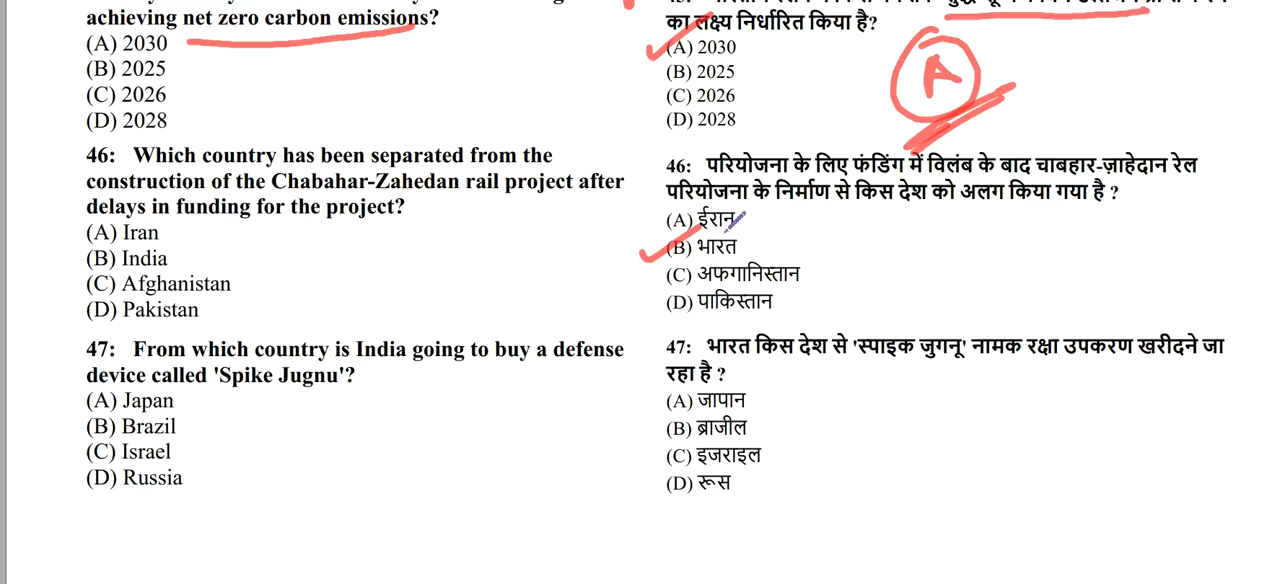 achieving net zero carbon emissions?
(A) 2030
(B) 2025
(C) 2026
(D) 2028
46: Which country has been separated from the
construction of the Chabahar-Zahedan rail project after
delays in funding for the project?
(A) Iran
(B) India
(C) Afghanistan
(D) Pakistan
47: From which country is India going to buy a defense
device called 'Spike Jugnu'?
(A) Japan
(B) Brazil
(C) Israel
(D) Russia
का लक्ष्य निर्धारित किया है?
(A) 2030
(B) 2025
(C) 2026
(D) 2028
A
46: परियोजना के लिए फंडिंग में विलंब के बाद चाबहार-ज़ाहेदान रेल
परियोजना के निर्माण से किस देश को अलग किया गया है ?
(A) ईरान
(B) भारत
(C) अफगानिस्तान
(D) पाकिस्तान
47: भारत किस देश से 'स्पाइक जुगनू' नामक रक्षा उपकरण खरीदने जा
रहा है ?
(A) जापान
(B) ब्राजील
(C) इजराइल
(D) रूस